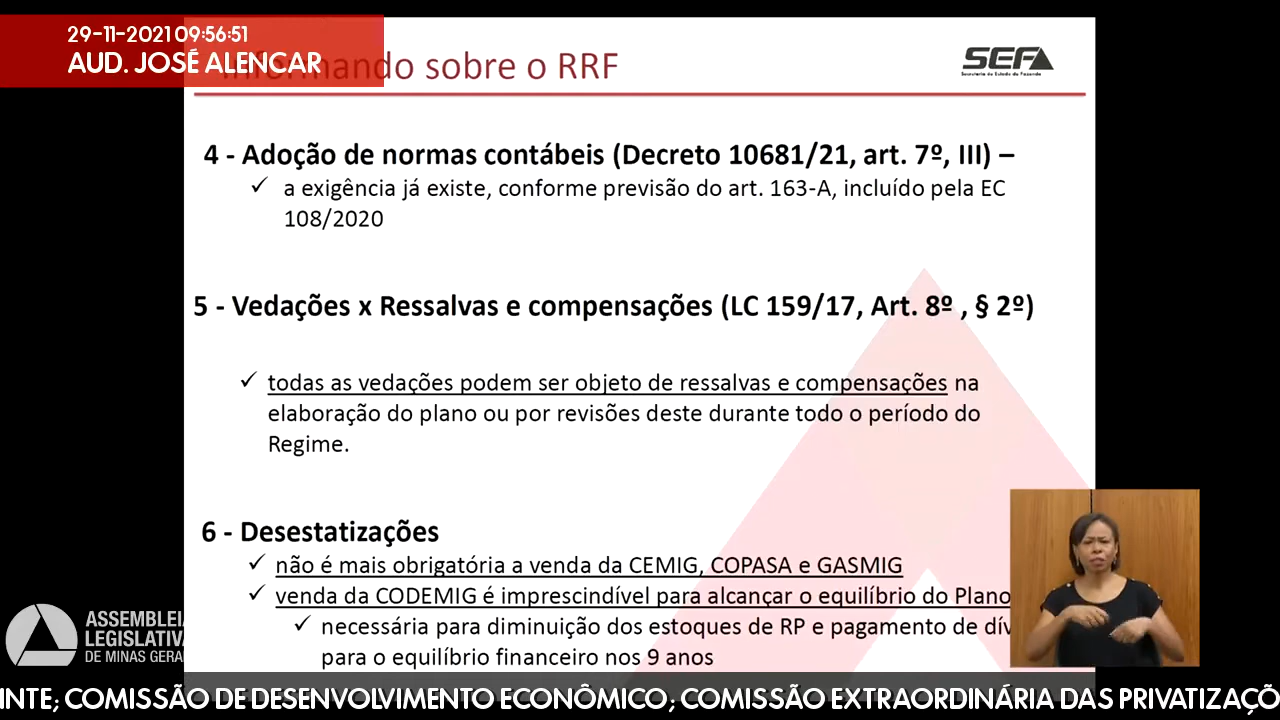 29-11-2021 09:56:51
AUD. JOSÉ ALENCAR
Informando sobre o RRF
SEFA
Secretaria de Estado de Fazenda
4 - Adoção de normas contábeis (Decreto 10681/21, art. 7º, III) –
✓ a exigência já existe, conforme previsão do art. 163-A, incluído pela EC
108/2020
5 - Vedações x Ressalvas e compensações (LC 159/17, Art. 8º , § 2º)
✓ todas as vedações podem ser objeto de ressalvas e compensações na
elaboração do plano ou por revisões deste durante todo o período do
Regime.
6 - Desestatizações
✓ não é mais obrigatória a venda da CEMIG, COPASA e GASMIG
✓ venda da CODEMIG é imprescindível para alcançar o equilíbrio do Plano
✓ necessária para diminuição dos estoques de RP e pagamento de dív
para o equilíbrio financeiro nos 9 anos
ASSEMBLEIA
LEGISLATIVA
DE MINAS GERAI
INTE; COMISSÃO DE DESENVOLVIMENTO ECONÔMICO; COMISSÃO EXTRAORDINÁRIA DAS PRIVATIZAÇÕ